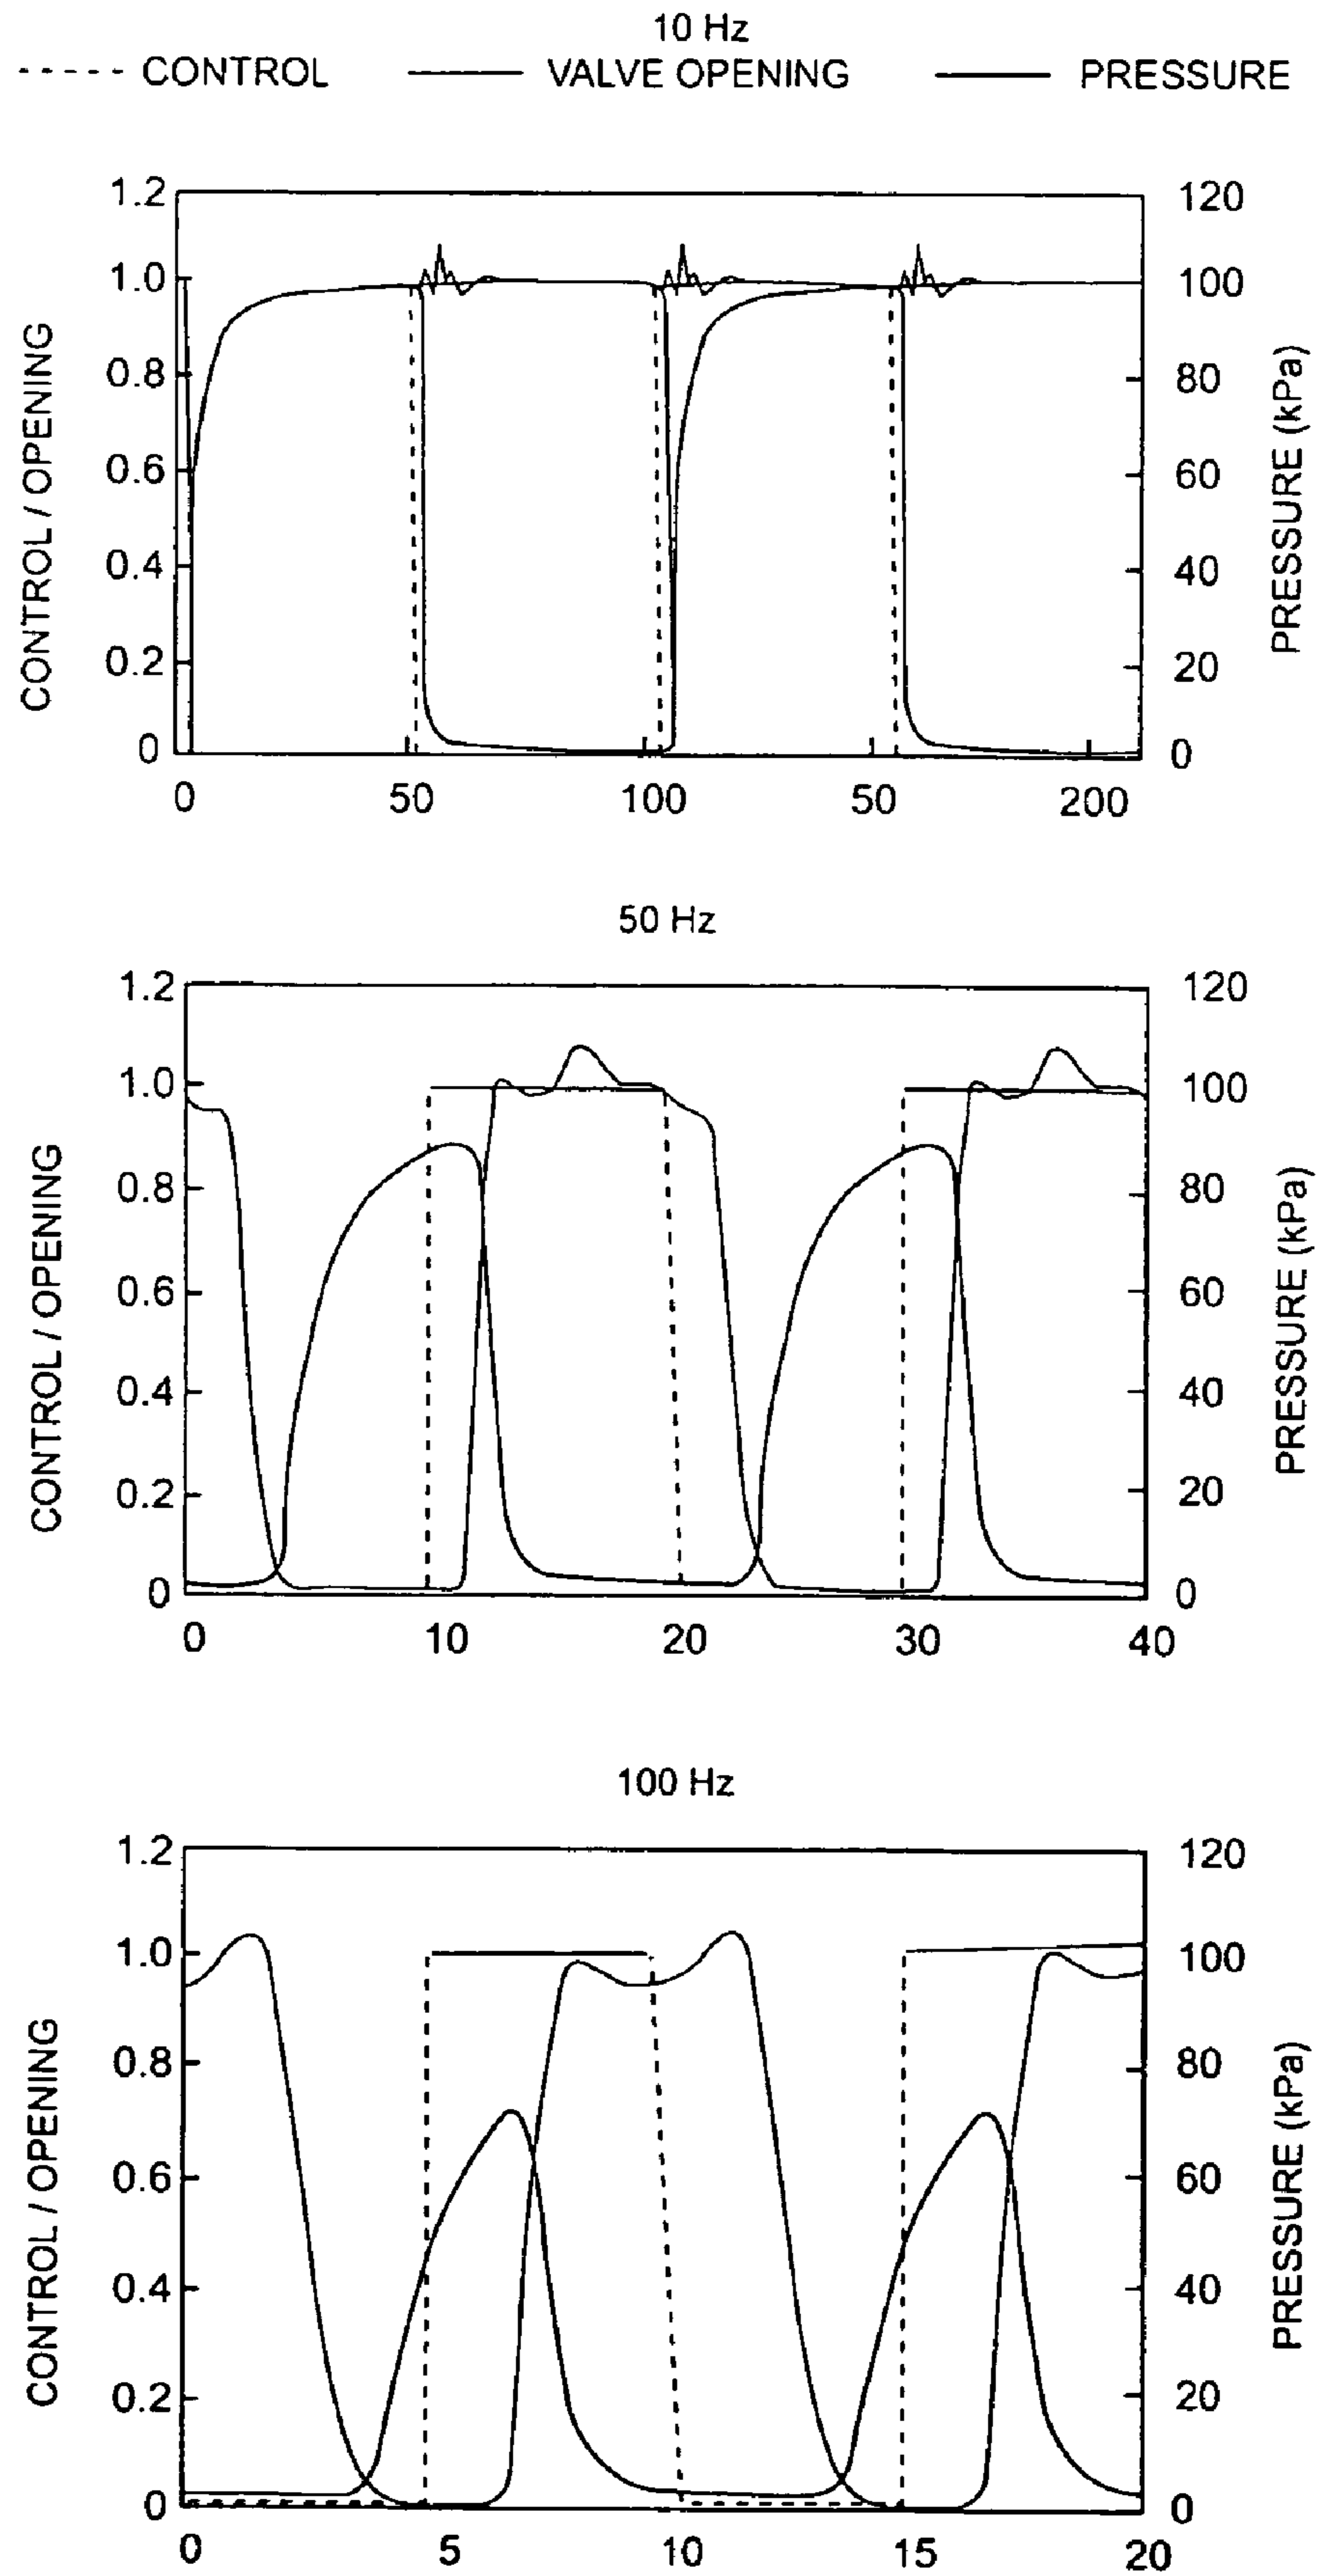 10 Hz
CONTROL VALVE OPENING PRESSURE
1.2 120
1.0 100
0.8 80
0.6 60
0.4 40
0.2 20
0 0
CONTROL / OPENING
PRESSURE (kPa)
0 50 100 50 200
50 Hz
1.2 120
1.0 100
0.8 80
0.6 60
0.4 40
0.2 20
0 0
CONTROL / OPENING
PRESSURE (kPa)
0 10 20 30 40
100 Hz
1.2 120
1.0 100
0.8 80
0.6 60
0.4 40
0.2 20
0 0
CONTROL / OPENING
PRESSURE (kPa)
0 5 10 15 20